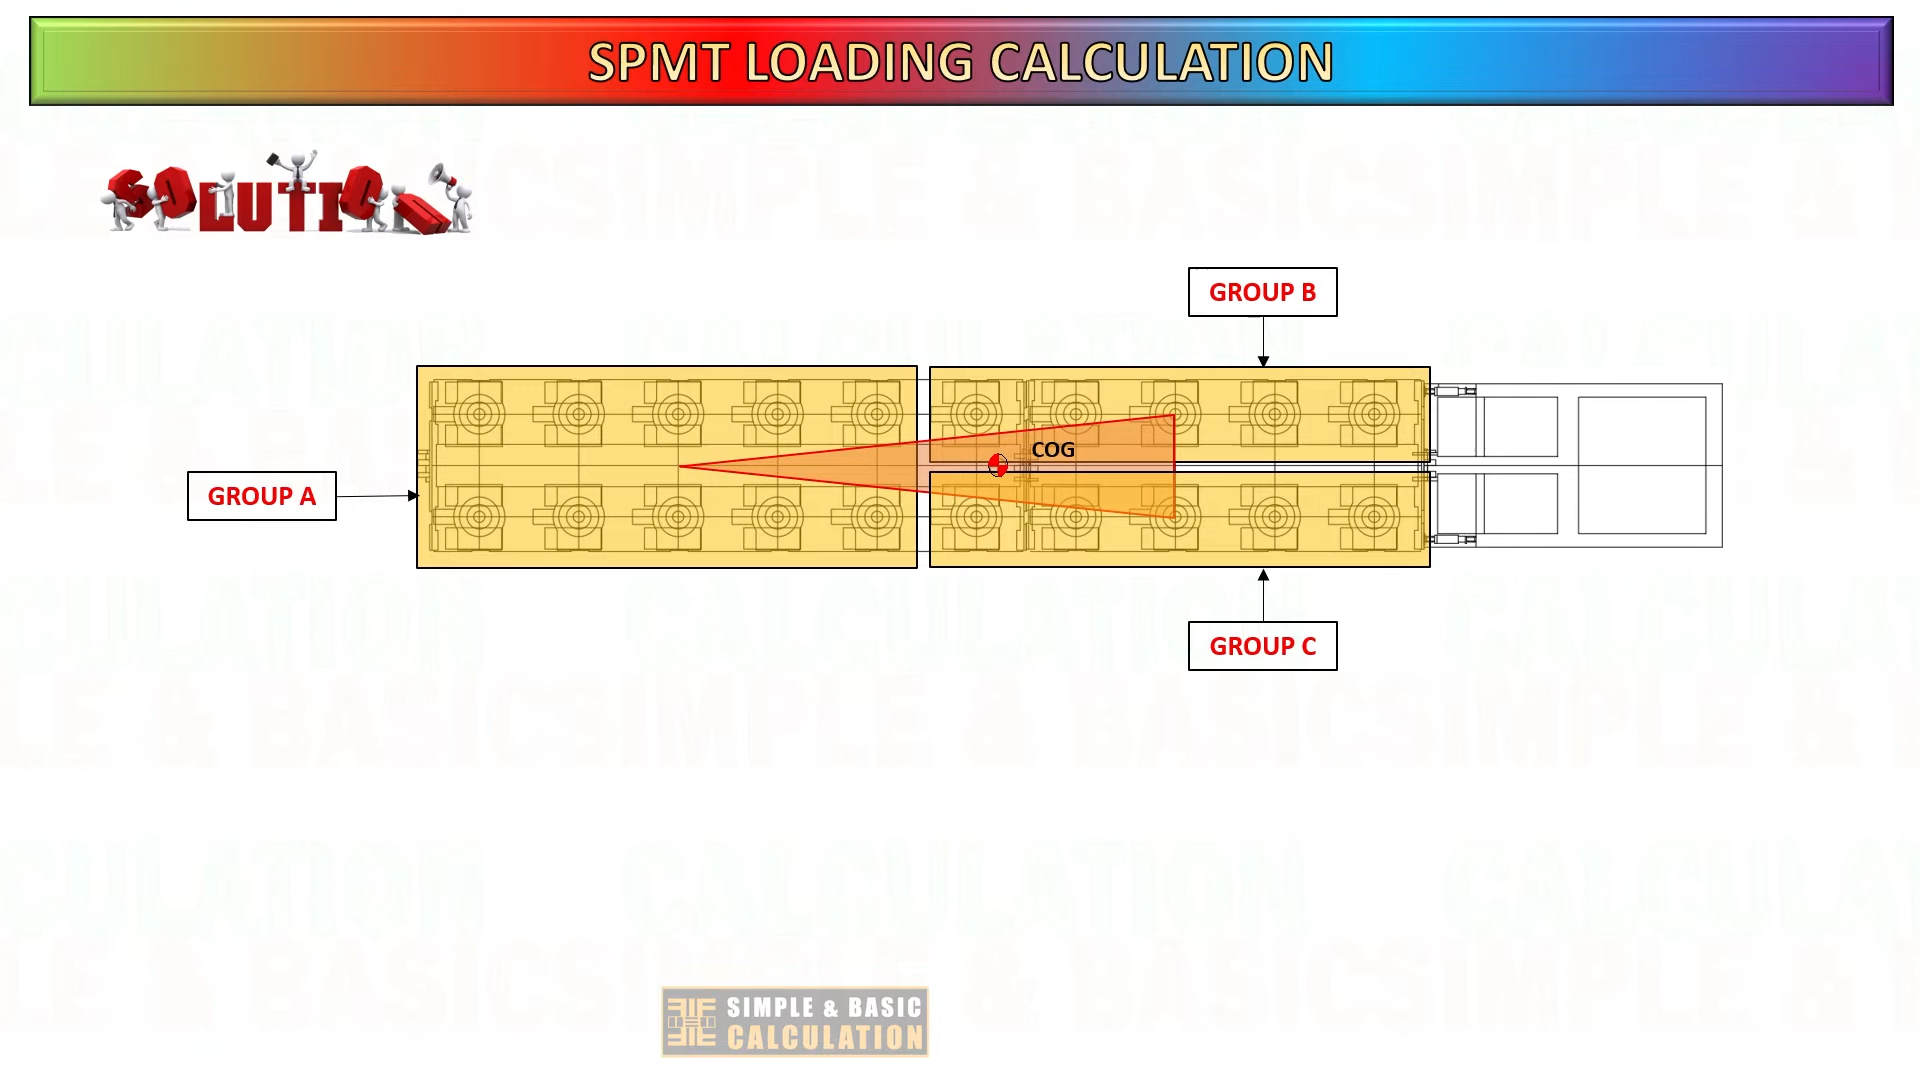 SPMT LOADING CALCULATION
SOLUTION
GROUP B
COG
GROUP A
GROUP C
SIMPLE & BASIC
CALCULATION